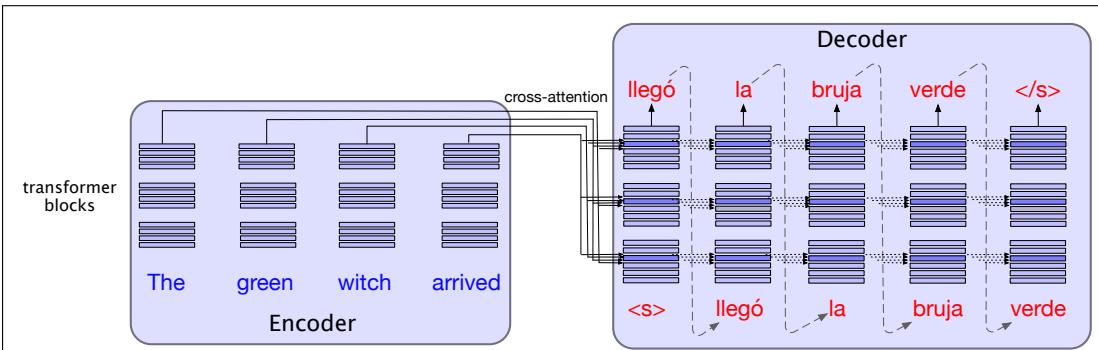 Decoder
llegó la bruja verde </s>
cross-attention
transformer
blocks
The green witch arrived
<s> llegó la bruja verde
Encoder